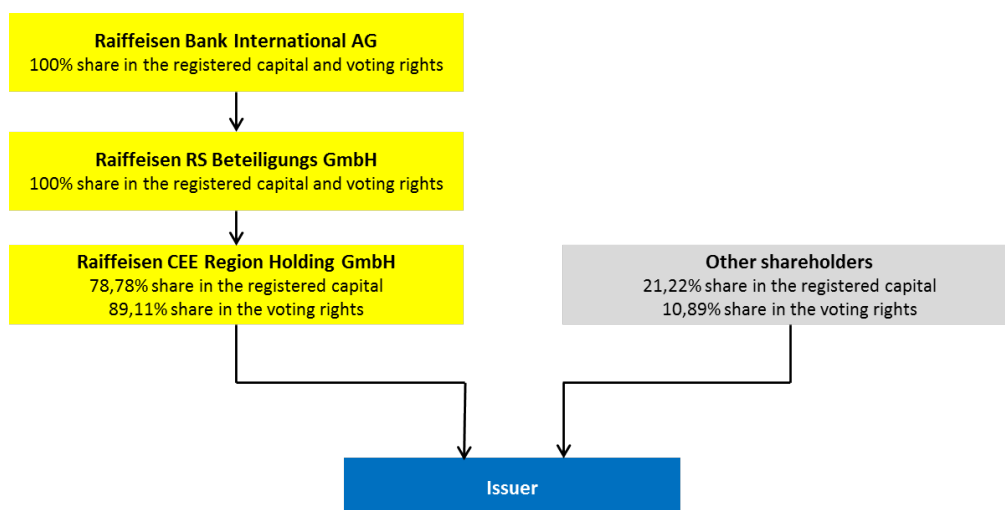 Raiffeisen Bank International AG
100% share in the registered capital and voting rights
Raiffeisen RS Beteiligungs GmbH
100% share in the registered capital and voting rights
Raiffeisen CEE Region Holding GmbH
78,78% share in the registered capital
89,11% share in the voting rights
Other shareholders
21,22% share in the registered capital
10,89% share in the voting rights
Issuer